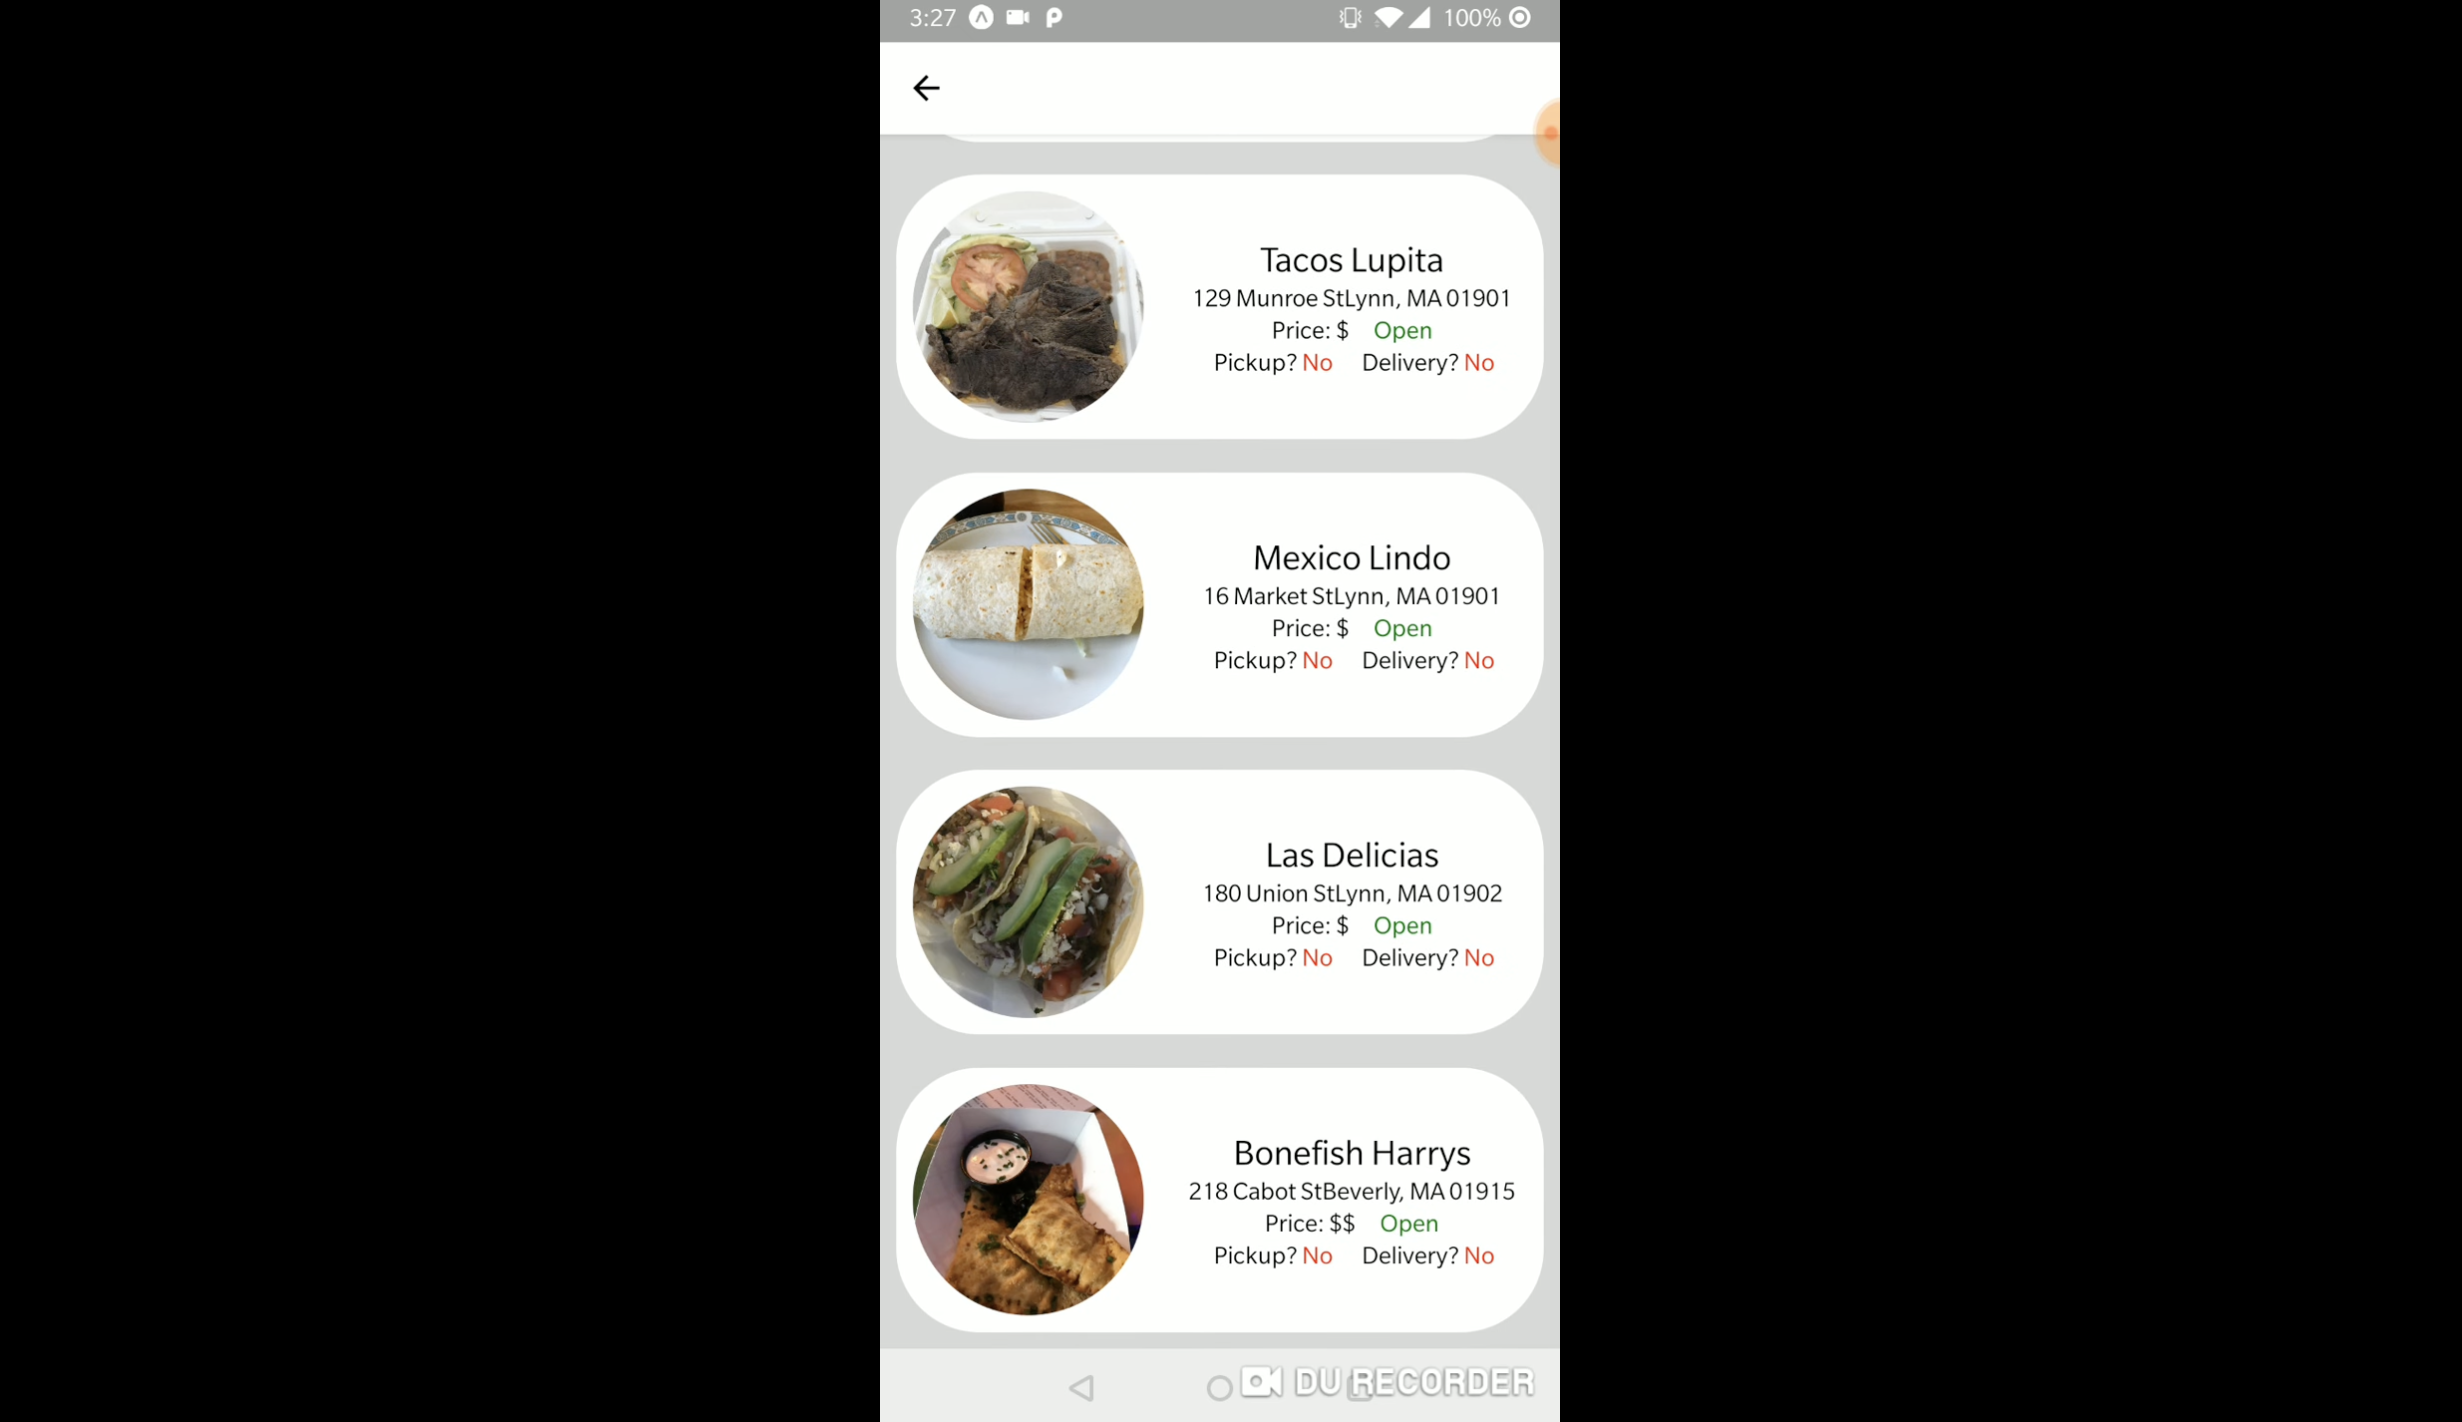 3:27 100%
Tacos Lupita
129 Munroe StLynn, MA 01901
Price: $ Open
Pickup? No Delivery? No
Mexico Lindo
16 Market StLynn, MA 01901
Price: $ Open
Pickup? No Delivery? No
Las Delicias
180 Union StLynn, MA 01902
Price: $ Open
Pickup? No Delivery? No
Bonefish Harrys
218 Cabot StBeverly, MA 01915
Price: $$ Open
Pickup? No Delivery? No
DU RECORDER